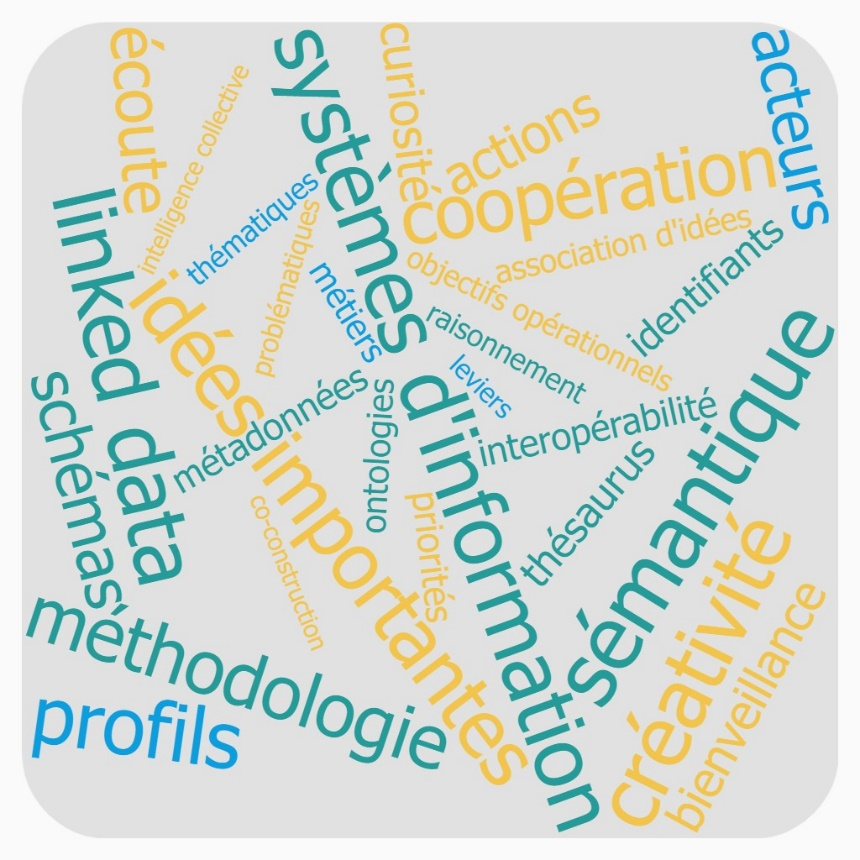 écoute
systèmes d'information
curiosité
acteurs
intelligence collective
actions
coopération
thématiques
linked data
problématiques
association d'idées
identifiants
métiers
objectifs opérationnels
idées importantes
raisonnement
leviers
sémantique
schémas
métadonnées
ontologies
interopérabilité
thésaurus
priorités
co-construction
créativité
bienveillance
méthodologie
profils